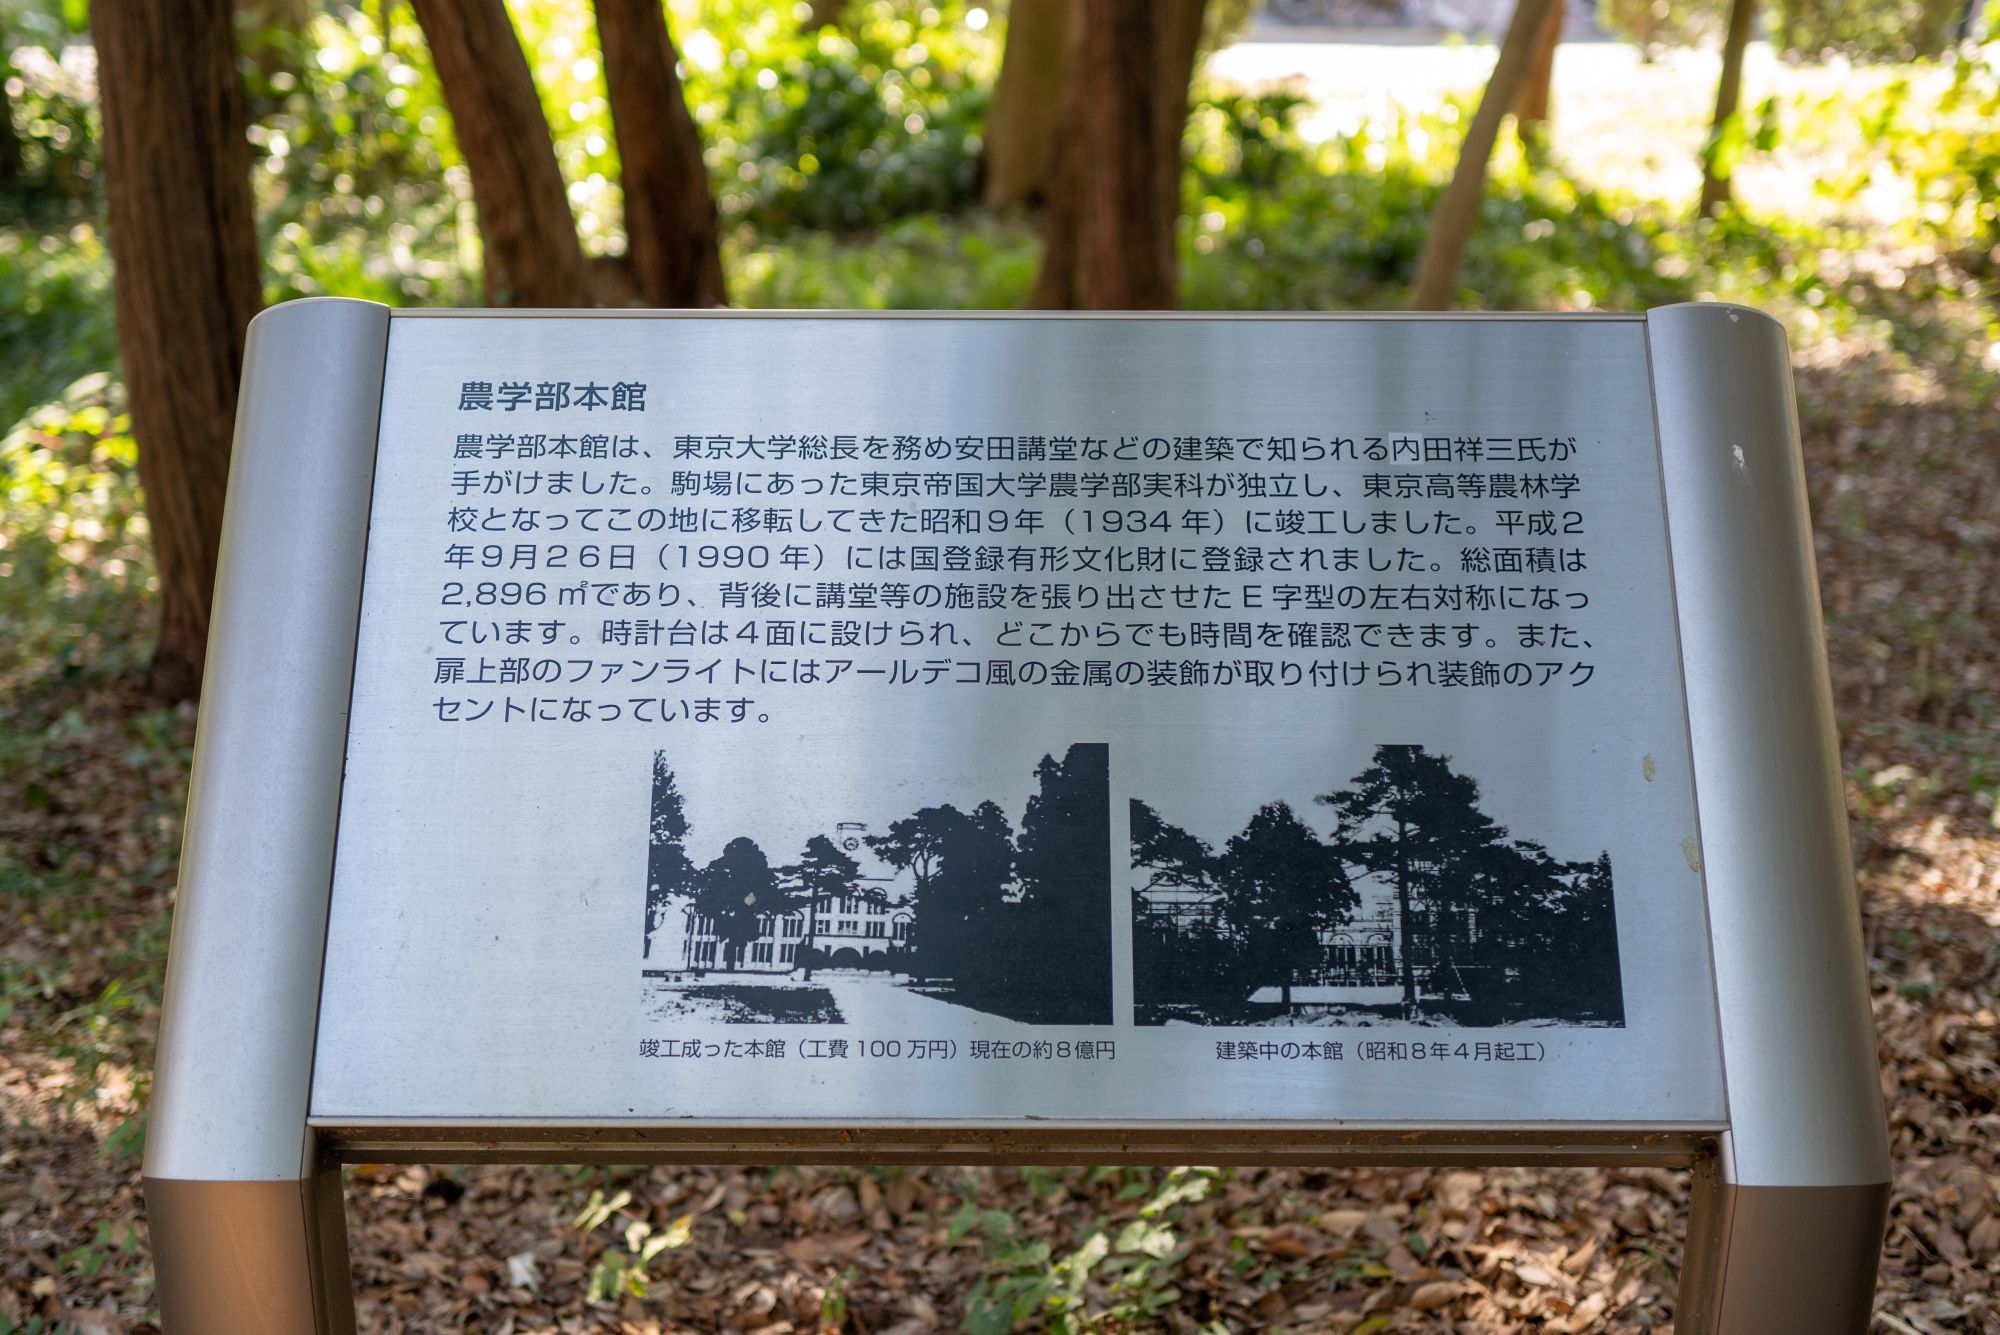 農学部本館
農学部本館は、東京大学総長を務め安田講堂などの建築で知られる内田祥三氏が
手がけました。駒場にあった東京帝国大学農学部実科が独立し、東京高等農林学
校となってこの地に移転してきた昭和9年（1934年）に竣工しました。平成2
年9月26日（1990年）には国登録有形文化財に登録されました。総面積は
2,896㎡であり、背後に講堂等の施設を張り出させたE字型の左右対称になっ
ています。時計台は4面に設けられ、どこからでも時間を確認できます。また、
扉上部のファンライトにはアールデコ風の金属の装飾が取り付けられ装飾のアク
セントになっています。
竣工成った本館（工費100万円）現在の約8億円
建築中の本館（昭和8年4月起工）